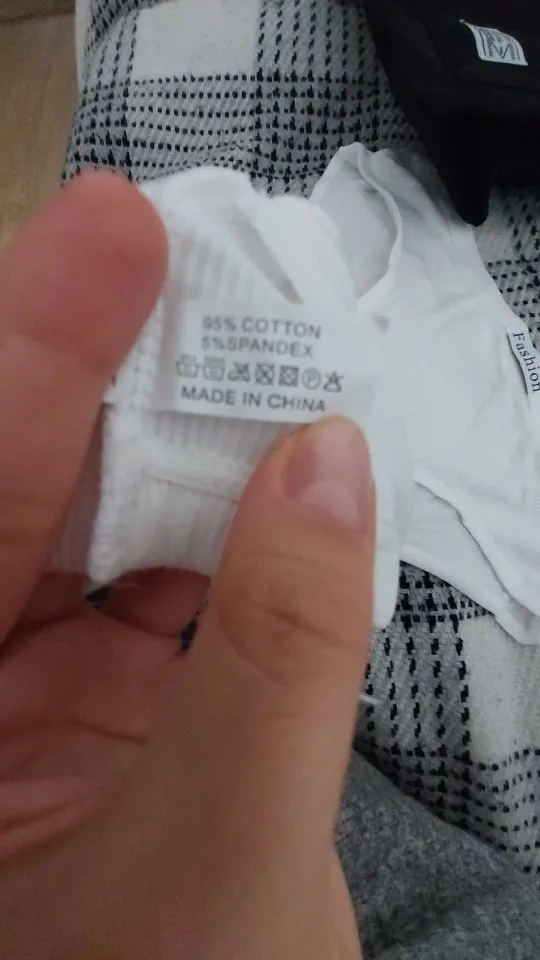 95% COTTON
5%SPANDEX
MADE IN CHINA
Fashion